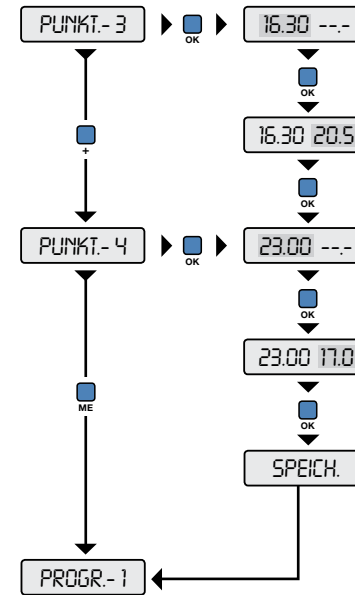 PUNKT.- 3
OK
16.30 --.-
OK
+
16.30 20.5
OK
PUNKT.- 4
OK
23.00 --.-
OK
23.00 17.0
ME
OK
SPEICH.
PROGR.- 1